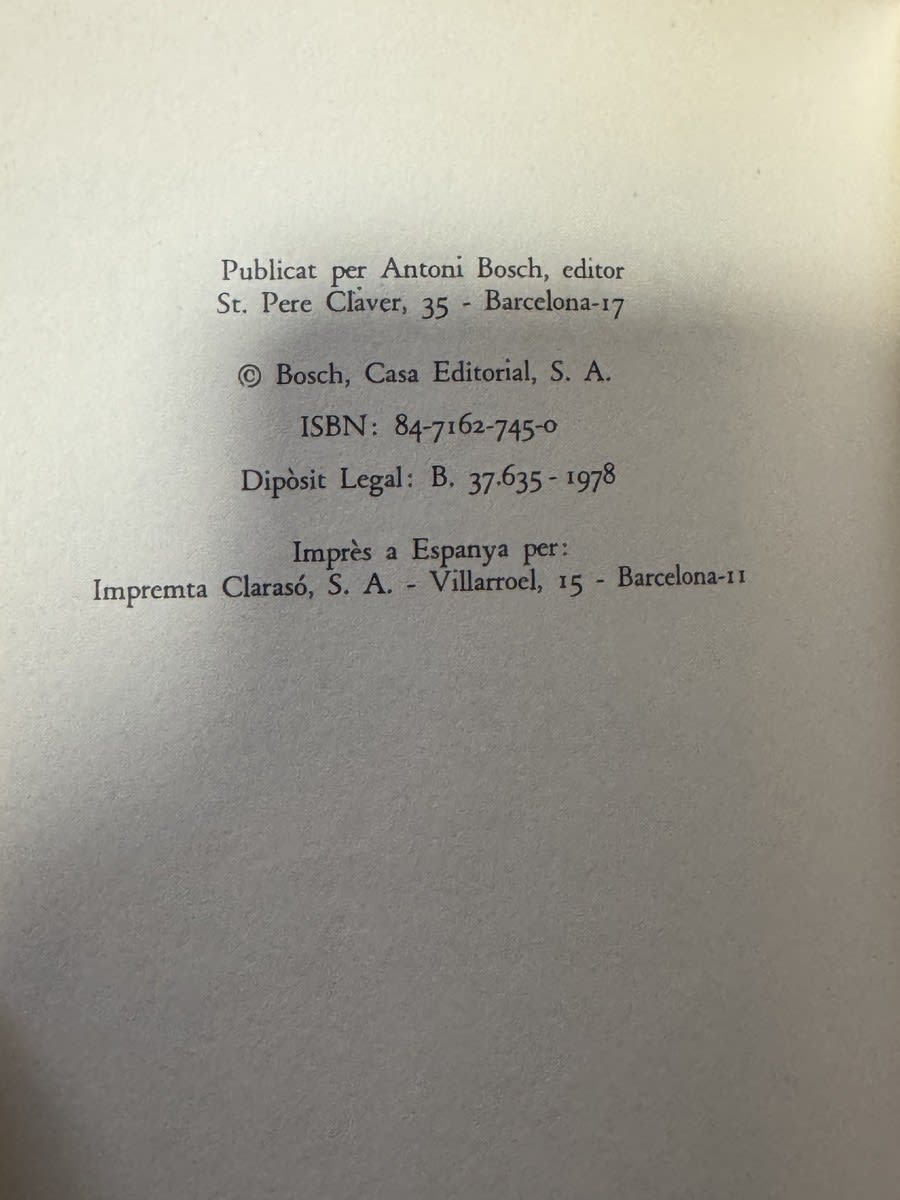 Publicat per Antoni Bosch, editor
St. Pere Claver, 35 - Barcelona-17
© Bosch, Casa Editorial, S. A.
ISBN: 84-7162-745-0
Dipòsit Legal: B. 37.635 - 1978
Imprès a Espanya per:
Impremta Clarasó, S. A. - Villarroel, 15 - Barcelona-11